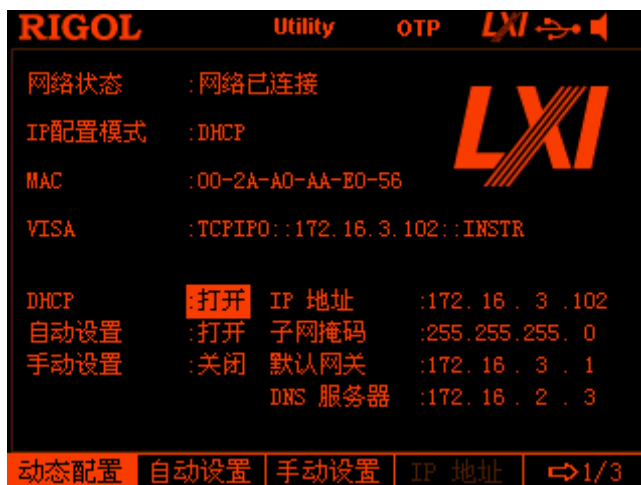 RIGOL Utility OTP LXI
网络状态 :网络已连接
LXI
IP配置模式 :DHCP
MAC :00-2A-A0-AA-E0-56
VISA :TCPIP0::172.16.3.102::INSTR
DHCP :打开 IP 地址 :172. 16 . 3 .102
自动设置 :打开 子网掩码 :255.255.255. 0
手动设置 :关闭 默认网关 :172. 16 . 3 . 1
DNS 服务器 :172. 16 . 2 . 3
动态配置 自动设置 手动设置 IP 地址 ⇨1/3